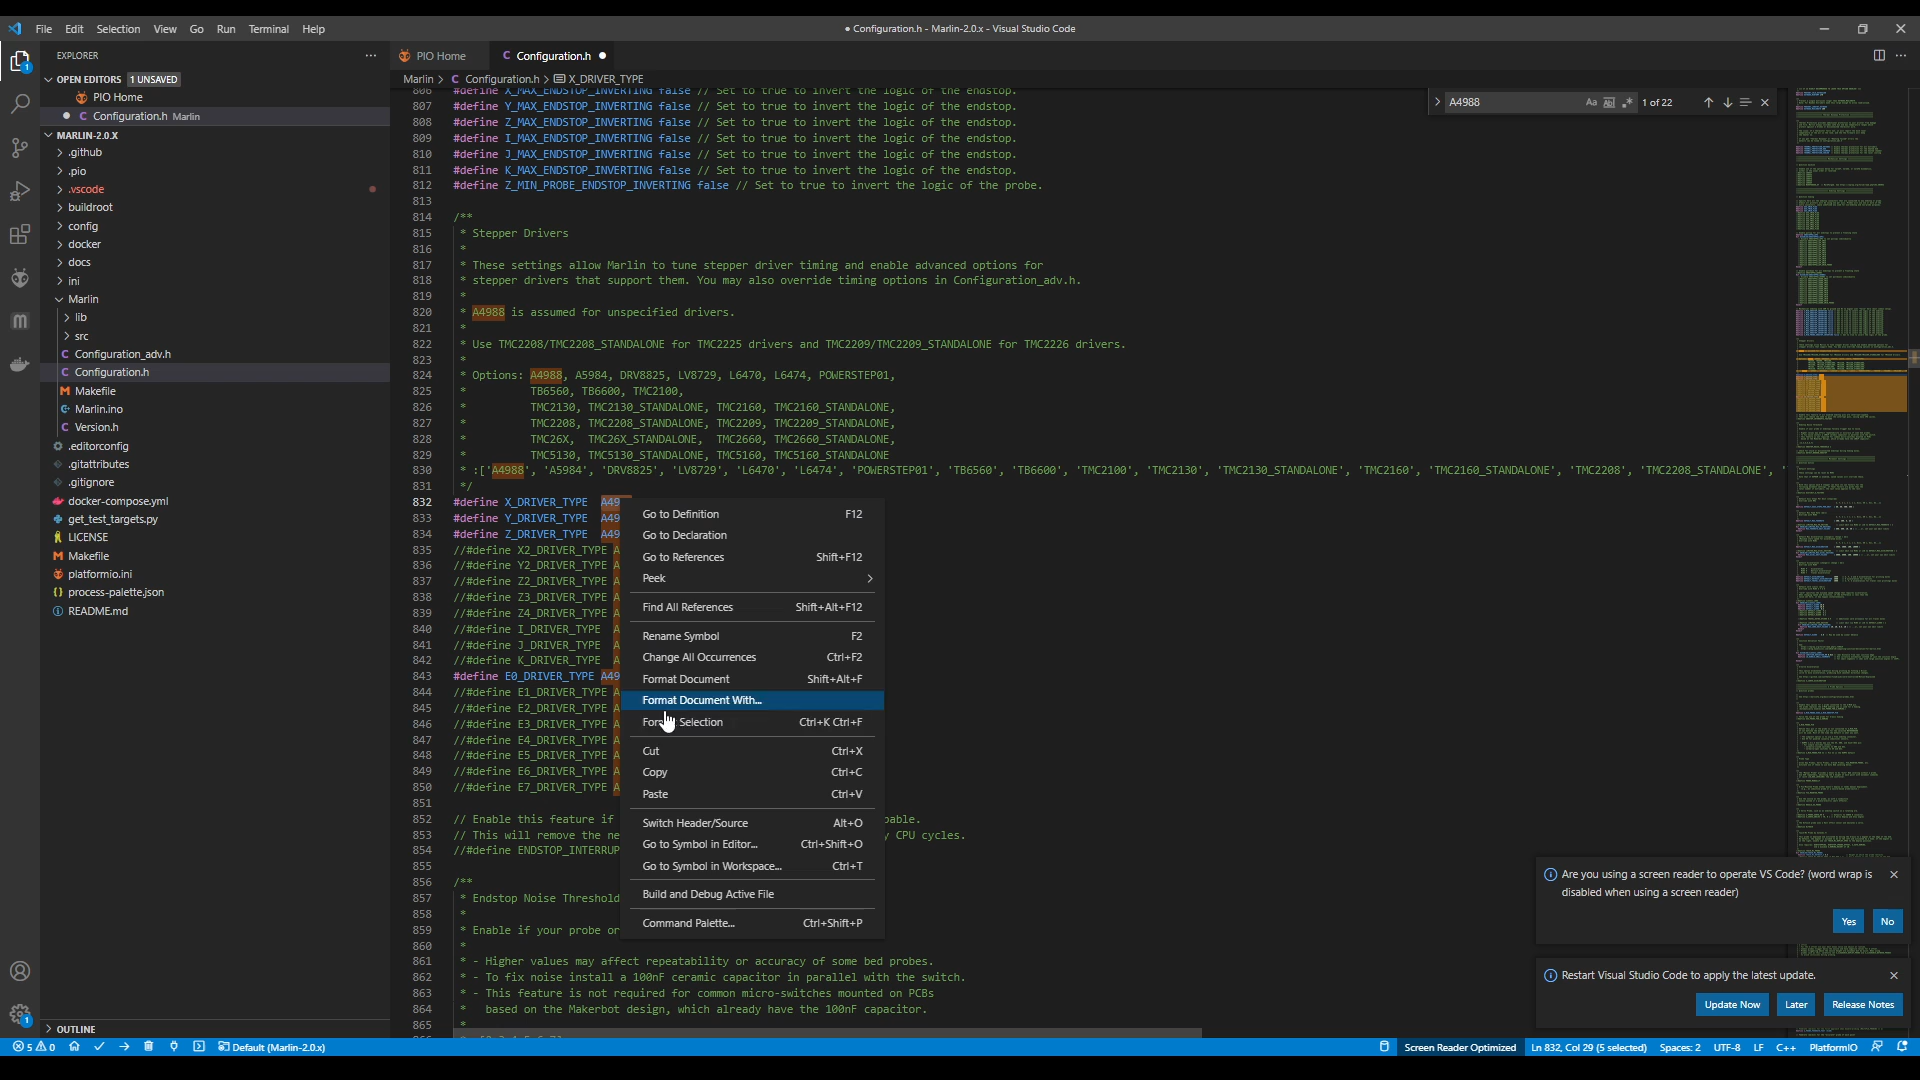 File Edit Selection View Go Run Terminal Help
● Configuration.h - Marlin-2.0.x - Visual Studio Code
EXPLORER
OPEN EDITORS 1 UNSAVED
PIO Home
Configuration.h Marlin
MARLIN-2.0.X
.github
.pio
.vscode
buildroot
config
docker
docs
ini
Marlin
lib
src
C Configuration_adv.h
C Configuration.h
M Makefile
Marlin.ino
C Version.h
.editorconfig
.gitattributes
.gitignore
docker-compose.yml
get_test_targets.py
LICENSE
M Makefile
platformio.ini
{} process-palette.json
README.md
OUTLINE
PIO Home C Configuration.h ●
Marlin > C Configuration.h > X_DRIVER_TYPE
A4988 Aa Ab| .* 1 of 22
806 #define X_MAX_ENDSTOP_INVERTING false // Set to true to invert the logic of the endstop.
807 #define Y_MAX_ENDSTOP_INVERTING false // Set to true to invert the logic of the endstop.
808 #define Z_MAX_ENDSTOP_INVERTING false // Set to true to invert the logic of the endstop.
809 #define I_MAX_ENDSTOP_INVERTING false // Set to true to invert the logic of the endstop.
810 #define J_MAX_ENDSTOP_INVERTING false // Set to true to invert the logic of the endstop.
811 #define K_MAX_ENDSTOP_INVERTING false // Set to true to invert the logic of the endstop.
812 #define Z_MIN_PROBE_ENDSTOP_INVERTING false // Set to true to invert the logic of the probe.
813
814 /**
815 * Stepper Drivers
816 *
817 * These settings allow Marlin to tune stepper driver timing and enable advanced options for
818 * stepper drivers that support them. You may also override timing options in Configuration_adv.h.
819 *
820 * A4988 is assumed for unspecified drivers.
821 *
822 * Use TMC2208/TMC2208_STANDALONE for TMC2225 drivers and TMC2209/TMC2209_STANDALONE for TMC2226 drivers.
823 *
824 * Options: A4988, A5984, DRV8825, LV8729, L6470, L6474, POWERSTEP01,
825 * TB6560, TB6600, TMC2100,
826 * TMC2130, TMC2130_STANDALONE, TMC2160, TMC2160_STANDALONE,
827 * TMC2208, TMC2208_STANDALONE, TMC2209, TMC2209_STANDALONE,
828 * TMC26X, TMC26X_STANDALONE, TMC2660, TMC2660_STANDALONE,
829 * TMC5130, TMC5130_STANDALONE, TMC5160, TMC5160_STANDALONE
830 * :['A4988', 'A5984', 'DRV8825', 'LV8729', 'L6470', 'L6474', 'POWERSTEP01', 'TB6560', 'TB6600', 'TMC2100', 'TMC2130', 'TMC2130_STANDALONE', 'TMC2160', 'TMC2160_STANDALONE', 'TMC2208', 'TMC2208_STANDALONE', '
831 */
832 #define X_DRIVER_TYPE A49
833 #define Y_DRIVER_TYPE A49
834 #define Z_DRIVER_TYPE A49
835 //#define X2_DRIVER_TYPE A
836 //#define Y2_DRIVER_TYPE A
837 //#define Z2_DRIVER_TYPE A
838 //#define Z3_DRIVER_TYPE A
839 //#define Z4_DRIVER_TYPE A
840 //#define I_DRIVER_TYPE A
841 //#define J_DRIVER_TYPE A
842 //#define K_DRIVER_TYPE A
843 #define E0_DRIVER_TYPE A49
844 //#define E1_DRIVER_TYPE A
845 //#define E2_DRIVER_TYPE A
846 //#define E3_DRIVER_TYPE A
847 //#define E4_DRIVER_TYPE A
848 //#define E5_DRIVER_TYPE A
849 //#define E6_DRIVER_TYPE A
850 //#define E7_DRIVER_TYPE A
851
852 // Enable this feature if pable.
853 // This will remove the ne y CPU cycles.
854 //#define ENDSTOP_INTERRUP
855
856 /**
857 * Endstop Noise Threshold
858 *
859 * Enable if your probe or
860 *
861 * - Higher values may affect repeatability or accuracy of some bed probes.
862 * - To fix noise install a 100nF ceramic capacitor in parallel with the switch.
863 * - This feature is not required for common micro-switches mounted on PCBs
864 * based on the Makerbot design, which already have the 100nF capacitor.
865 *
Go to Definition F12
Go to Declaration
Go to References Shift+F12
Peek
Find All References Shift+Alt+F12
Rename Symbol F2
Change All Occurrences Ctrl+F2
Format Document Shift+Alt+F
Format Document With...
Selection Ctrl+K Ctrl+F
Cut Ctrl+X
Copy Ctrl+C
Paste Ctrl+V
Switch Header/Source Alt+O
Go to Symbol in Editor... Ctrl+Shift+O
Go to Symbol in Workspace... Ctrl+T
Build and Debug Active File
Command Palette... Ctrl+Shift+P
Are you using a screen reader to operate VS Code? (word wrap is
disabled when using a screen reader)
Yes No
Restart Visual Studio Code to apply the latest update.
Update Now Later Release Notes
5 0 Default (Marlin-2.0.x) Screen Reader Optimized Ln 832, Col 29 (5 selected) Spaces: 2 UTF-8 LF C++ PlatformIO